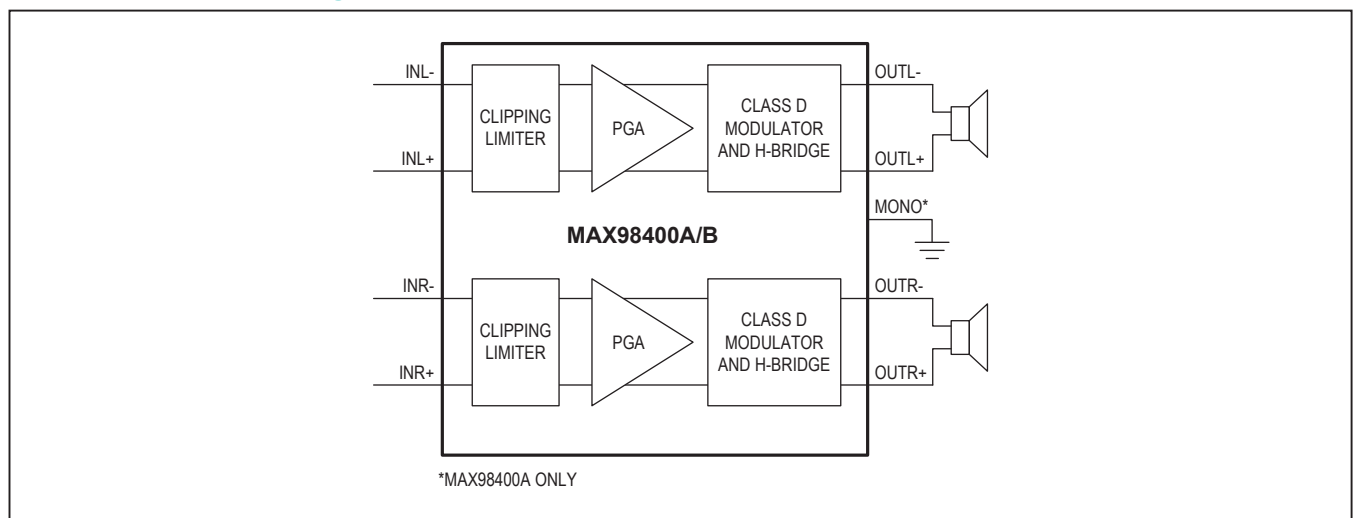 INL-
INL+
CLIPPING
LIMITER
PGA
CLASS D
MODULATOR
AND H-BRIDGE
OUTL-
OUTL+
MONO*
MAX98400A/B
INR-
INR+
CLIPPING
LIMITER
PGA
CLASS D
MODULATOR
AND H-BRIDGE
OUTR-
OUTR+
*MAX98400A ONLY